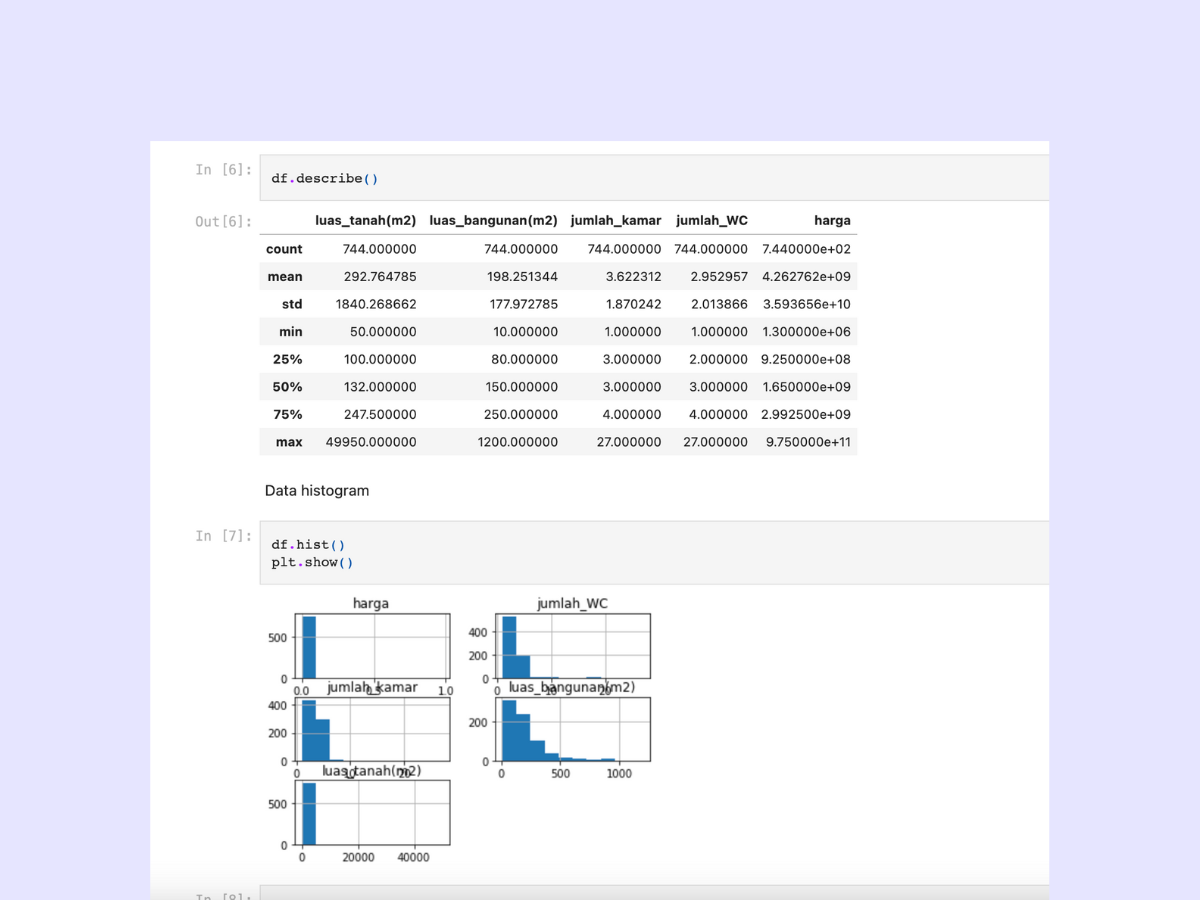 In [6]:
df.describe()
Out[6]:
luas_tanah(m2) luas_bangunan(m2) jumlah_kamar jumlah_WC harga
count 744.000000 744.000000 744.000000 744.000000 7.440000e+02
mean 292.764785 198.251344 3.622312 2.952957 4.262762e+09
std 1840.268662 177.972785 1.870242 2.013866 3.593656e+10
min 50.000000 10.000000 1.000000 1.000000 1.300000e+06
25% 100.000000 80.000000 3.000000 2.000000 9.250000e+08
50% 132.000000 150.000000 3.000000 3.000000 1.650000e+09
75% 247.500000 250.000000 4.000000 4.000000 2.992500e+09
max 49950.000000 1200.000000 27.000000 27.000000 9.750000e+11
Data histogram
In [7]:
df.hist()
plt.show()
harga
500
0
0.0 0.5 1.0
jumlah_WC
400
200
0
0 10 20
jumlah_kamar
400
200
0
0 10 20
luas_bangunan(m2)
200
0
0 500 1000
luas_tanah(m2)
500
0
0 20000 40000
In [8]: